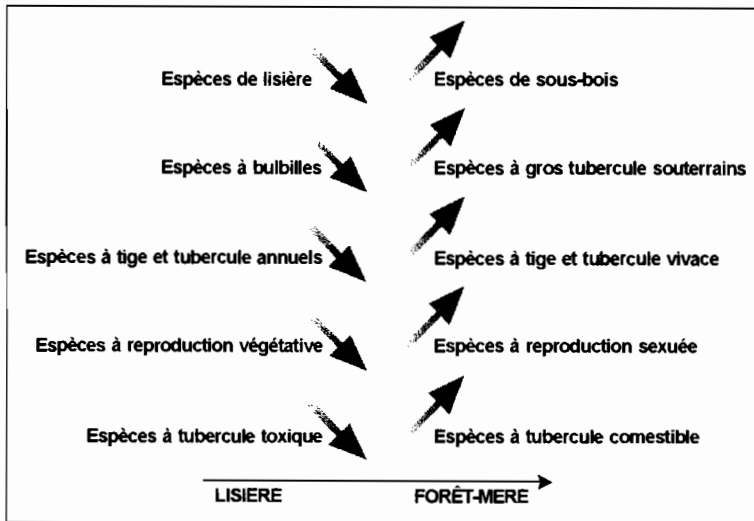 Espèces de lisière
Espèces de sous-bois
Espèces à bulbilles
Espèces à gros tubercule souterrains
Espèces à tige et tubercule annuels
Espèces à tige et tubercule vivace
Espèces à reproduction végétative
Espèces à reproduction sexuée
Espèces à tubercule toxique
Espèces à tubercule comestible
LISIERE
FORÊT-MERE